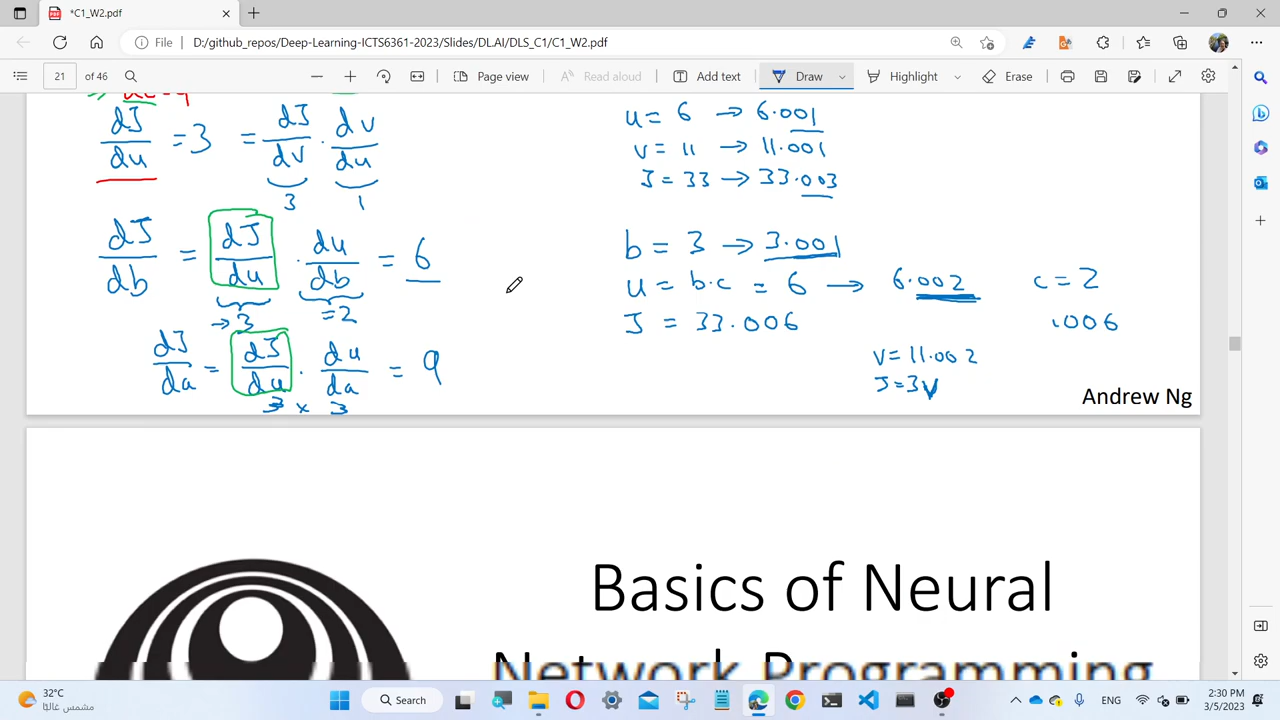 *C1_W2.pdf
File
D:/github_repos/Deep-Learning-ICTS6361-2023/Slides/DL.AI/DLS_C1/C1_W2.pdf
21 of 46
Page view
Read aloud
Add text
Draw
Highlight
Erase
dJ/du = 3 = dJ/dv · dv/du
3 1
u = 6 → 6.001
v = 11 → 11.001
J = 33 → 33.003
dJ/db = dJ/du · du/db = 6
→3 =2
b = 3 → 3.001
u = b.c = 6 → 6.002 c = 2
J = 33.006 .006
dJ/da = dJ/du · du/da = 9
3 × 3
v = 11.002
J = 3v
Andrew Ng
Basics of Neural
Network Programming
32°C
مشمس غالبًا
Search
ENG
2:30 PM
3/5/2023